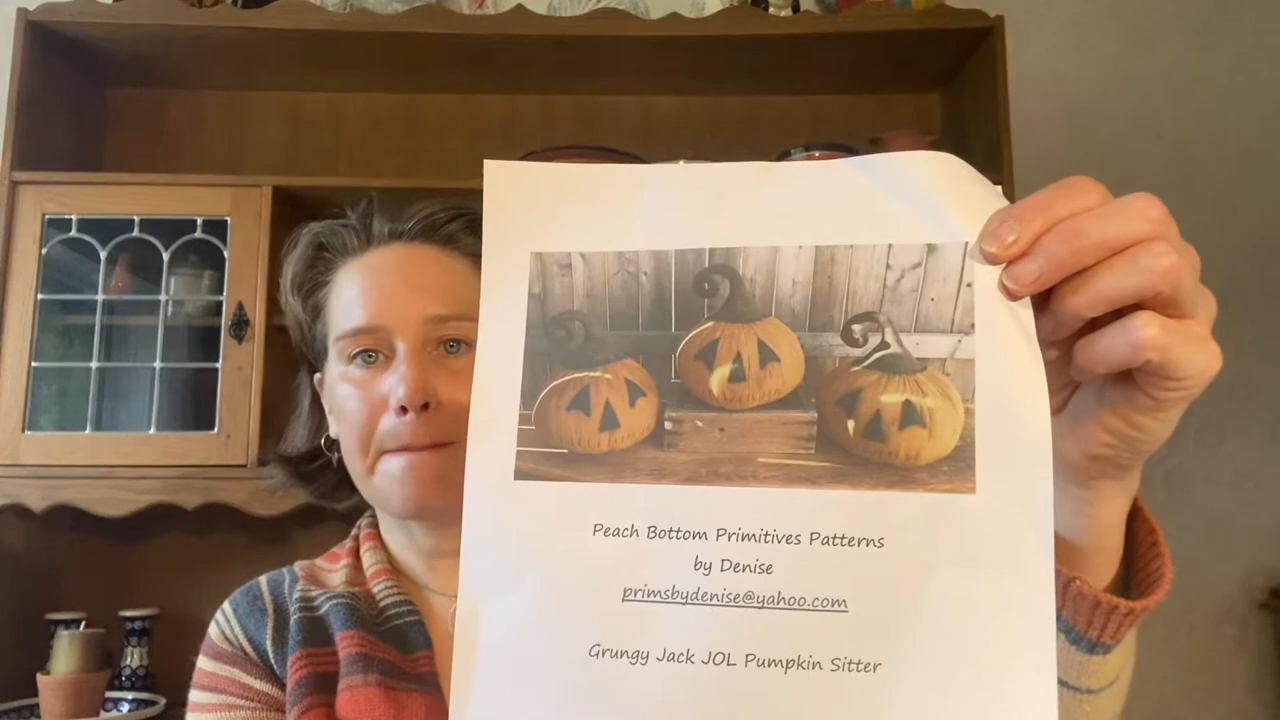 Peach Bottom Primitives Patterns
by Denise
primsbydenise@yahoo.com
Grungy Jack JOL Pumpkin Sitter